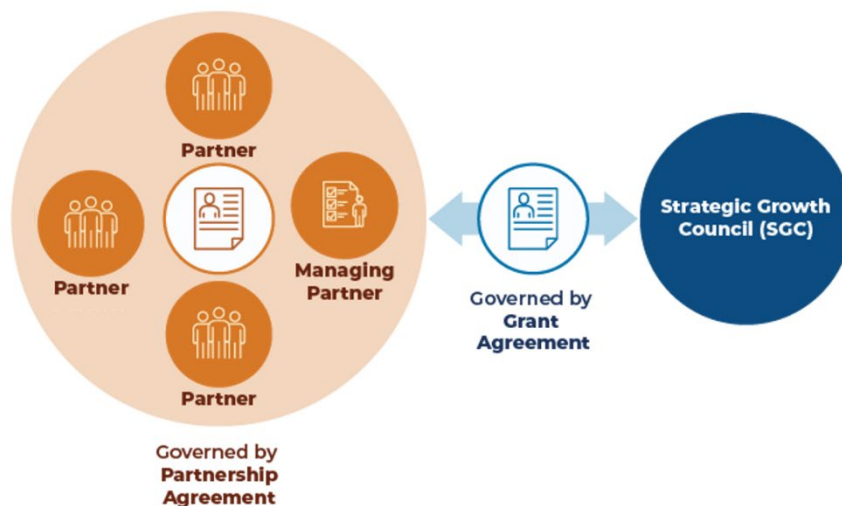 Partner
Partner
Managing
Partner
Partner
Governed by
Partnership
Agreement
Governed by
Grant
Agreement
Strategic Growth
Council (SGC)